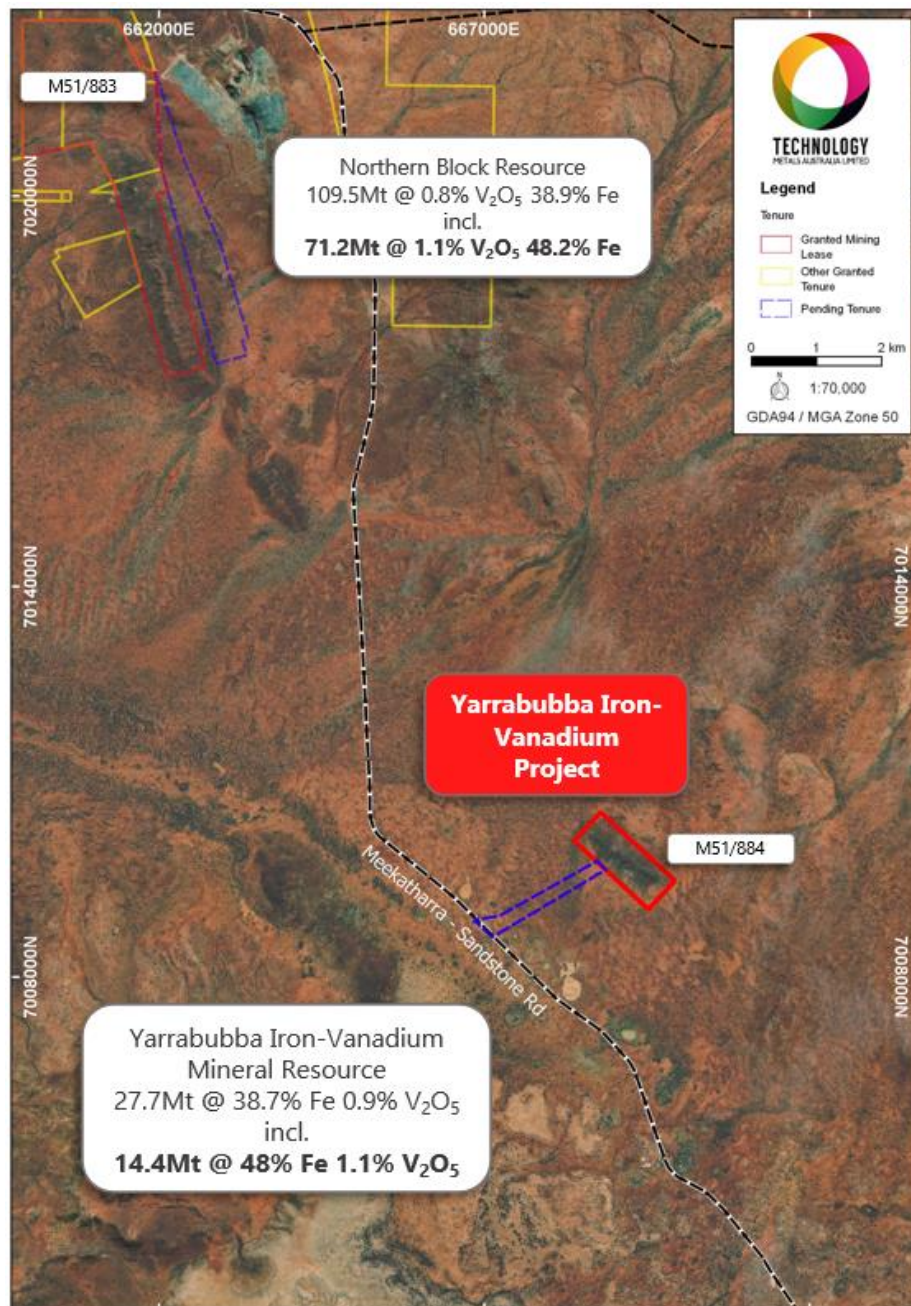 662000E
667000E
M51/883
TECHNOLOGY
METALS AUSTRALIA LIMITED
Legend
Tenure
Granted Mining
Lease
Other Granted
Tenure
Pending Tenure
0 1 2 km
N
1:70,000
GDA94 / MGA Zone 50
Northern Block Resource
109.5Mt @ 0.8% V₂O₅ 38.9% Fe
incl.
71.2Mt @ 1.1% V₂O₅ 48.2% Fe
7020000N
7014000N
7014000N
Yarrabubba Iron-
Vanadium
Project
M51/884
Meekatharra - Sandstone Rd
7008000N
7008000N
Yarrabubba Iron-Vanadium
Mineral Resource
27.7Mt @ 38.7% Fe 0.9% V₂O₅
incl.
14.4Mt @ 48% Fe 1.1% V₂O₅